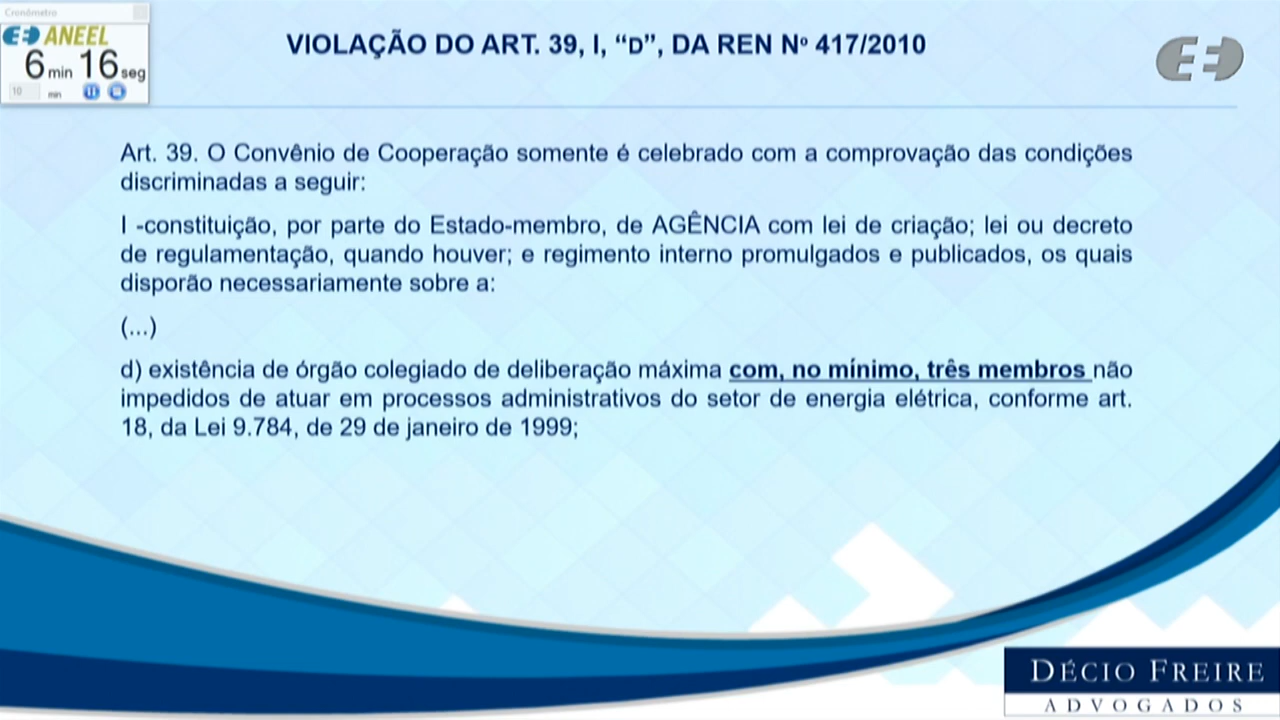 Cronômetro
ANEEL
6 min 16 seg
10 min
VIOLAÇÃO DO ART. 39, I, “D”, DA REN Nº 417/2010
Art. 39. O Convênio de Cooperação somente é celebrado com a comprovação das condições
discriminadas a seguir:
I -constituição, por parte do Estado-membro, de AGÊNCIA com lei de criação; lei ou decreto
de regulamentação, quando houver; e regimento interno promulgados e publicados, os quais
disporão necessariamente sobre a:
(...)
d) existência de órgão colegiado de deliberação máxima com, no mínimo, três membros não
impedidos de atuar em processos administrativos do setor de energia elétrica, conforme art.
18, da Lei 9.784, de 29 de janeiro de 1999;
DÉCIO FREIRE
ADVOGADOS